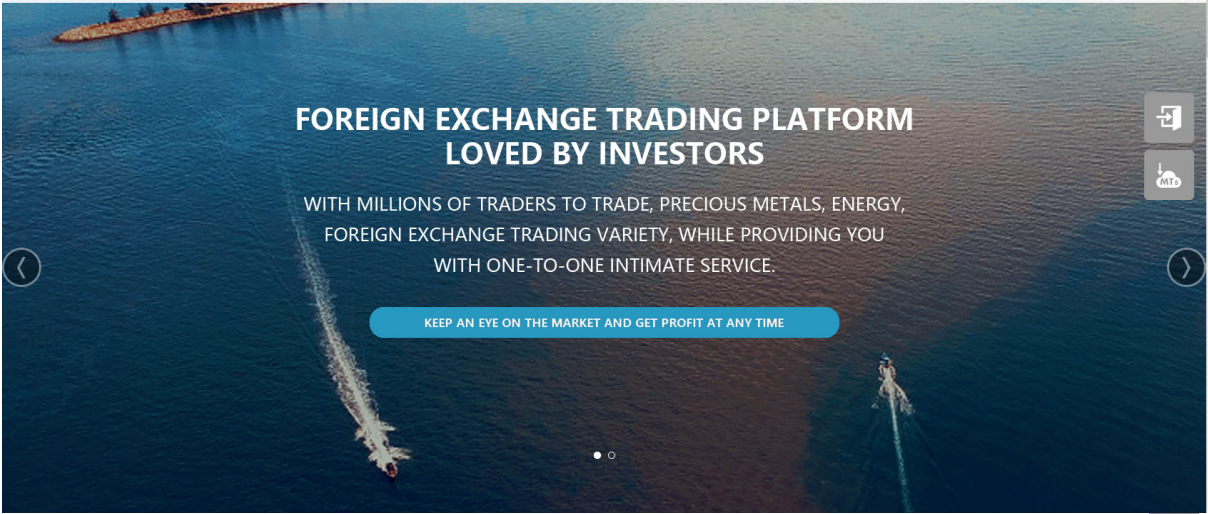 FOREIGN EXCHANGE TRADING PLATFORM
LOVED BY INVESTORS
WITH MILLIONS OF TRADERS TO TRADE, PRECIOUS METALS, ENERGY,
FOREIGN EXCHANGE TRADING VARIETY, WHILE PROVIDING YOU
WITH ONE-TO-ONE INTIMATE SERVICE.
KEEP AN EYE ON THE MARKET AND GET PROFIT AT ANY TIME
MT5